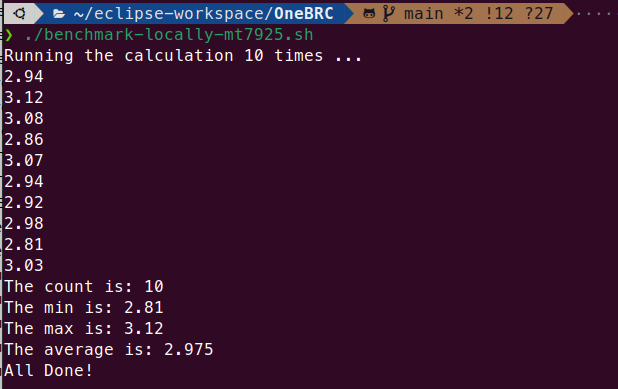 ~/eclipse-workspace/OneBRC main *2 !12 ?27 ····
❯ ./benchmark-locally-mt7925.sh
Running the calculation 10 times ...
2.94
3.12
3.08
2.86
3.07
2.94
2.92
2.98
2.81
3.03
The count is: 10
The min is: 2.81
The max is: 3.12
The average is: 2.975
All Done!